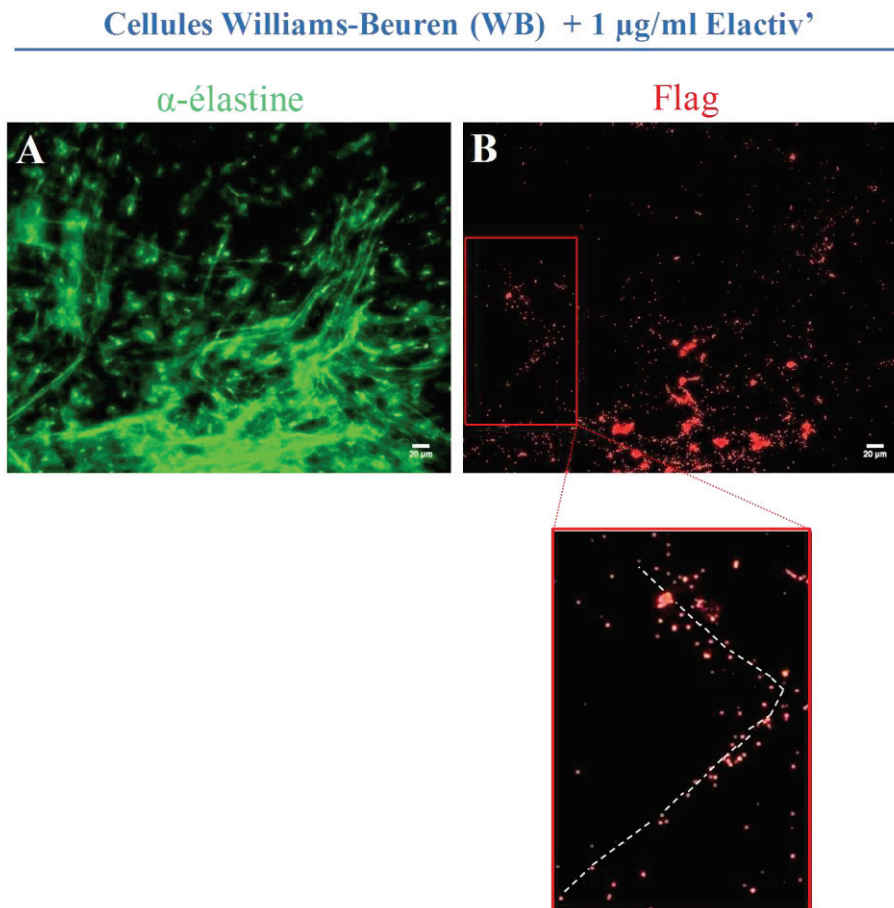 Cellules Williams-Beuren (WB) + 1 µg/ml Elactiv’
α-élastine
Flag
A
B
20 µm
20 µm